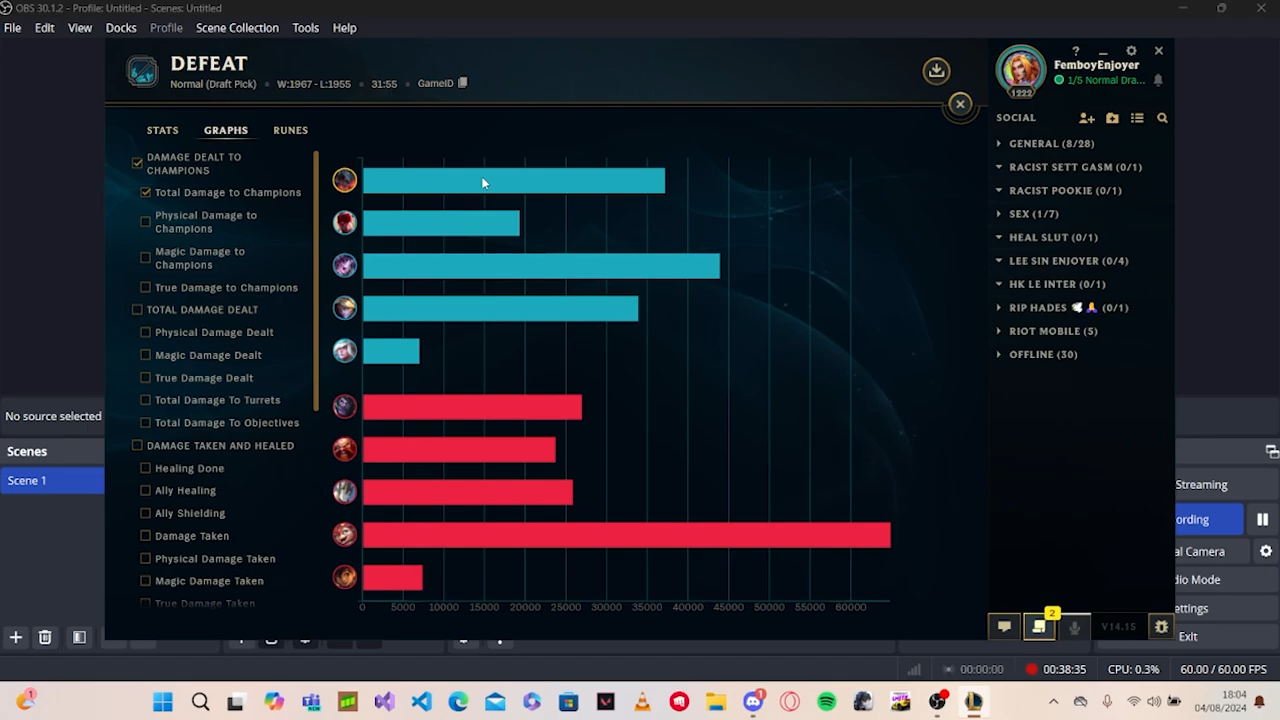 OBS 30.1.2 - Profile: Untitled - Scenes: Untitled
File Edit View Docks Profile Scene Collection Tools Help
DEFEAT
Normal (Draft Pick) W:1967 - L:1955 31:55 GameID
STATS GRAPHS RUNES
DAMAGE DEALT TO
CHAMPIONS
Total Damage to Champions
Physical Damage to
Champions
Magic Damage to
Champions
True Damage to Champions
TOTAL DAMAGE DEALT
Physical Damage Dealt
Magic Damage Dealt
True Damage Dealt
Total Damage To Turrets
Total Damage To Objectives
DAMAGE TAKEN AND HEALED
Healing Done
Ally Healing
Ally Shielding
Damage Taken
Physical Damage Taken
Magic Damage Taken
True Damage Taken
0 5000 10000 15000 20000 25000 30000 35000 40000 45000 50000 55000 60000
?
FemboyEnjoyer
1/5 Normal Dra...
1222
SOCIAL
GENERAL (8/28)
RACIST SETT GASM (0/1)
RACIST POOKIE (0/1)
SEX (1/7)
HEAL SLUT (0/1)
LEE SIN ENJOYER (0/4)
HK LE INTER (0/1)
RIP HADES 🕊️🙏 (0/1)
RIOT MOBILE (5)
OFFLINE (30)
2
V14.15
No source selected
Scenes
Scene 1
Streaming
ording
al Camera
dio Mode
ettings
Exit
00:00:00 00:38:35 CPU: 0.3% 60.00 / 60.00 FPS
1
1
18:04
04/08/2024